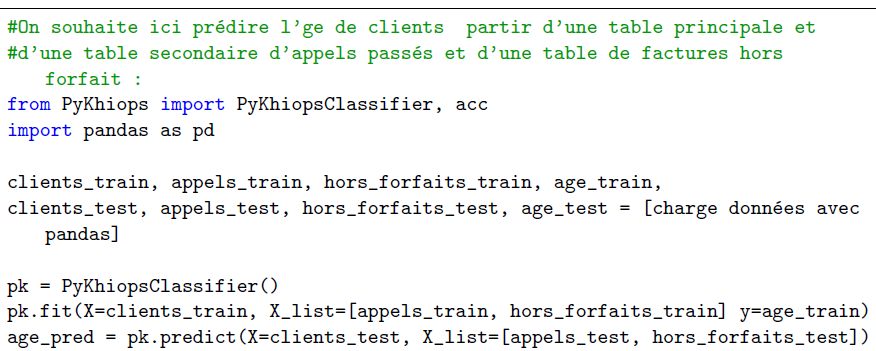 #On souhaite ici prédire l'ge de clients  partir d'une table principale et
#d'une table secondaire d'appels passés et d'une table de factures hors
forfait :
from PyKhiops import PyKhiopsClassifier, acc
import pandas as pd
clients_train, appels_train, hors_forfaits_train, age_train,
clients_test, appels_test, hors_forfaits_test, age_test = [charge données avec
pandas]
pk = PyKhiopsClassifier()
pk.fit(X=clients_train, X_list=[appels_train, hors_forfaits_train] y=age_train)
age_pred = pk.predict(X=clients_test, X_list=[appels_test, hors_forfaits_test])